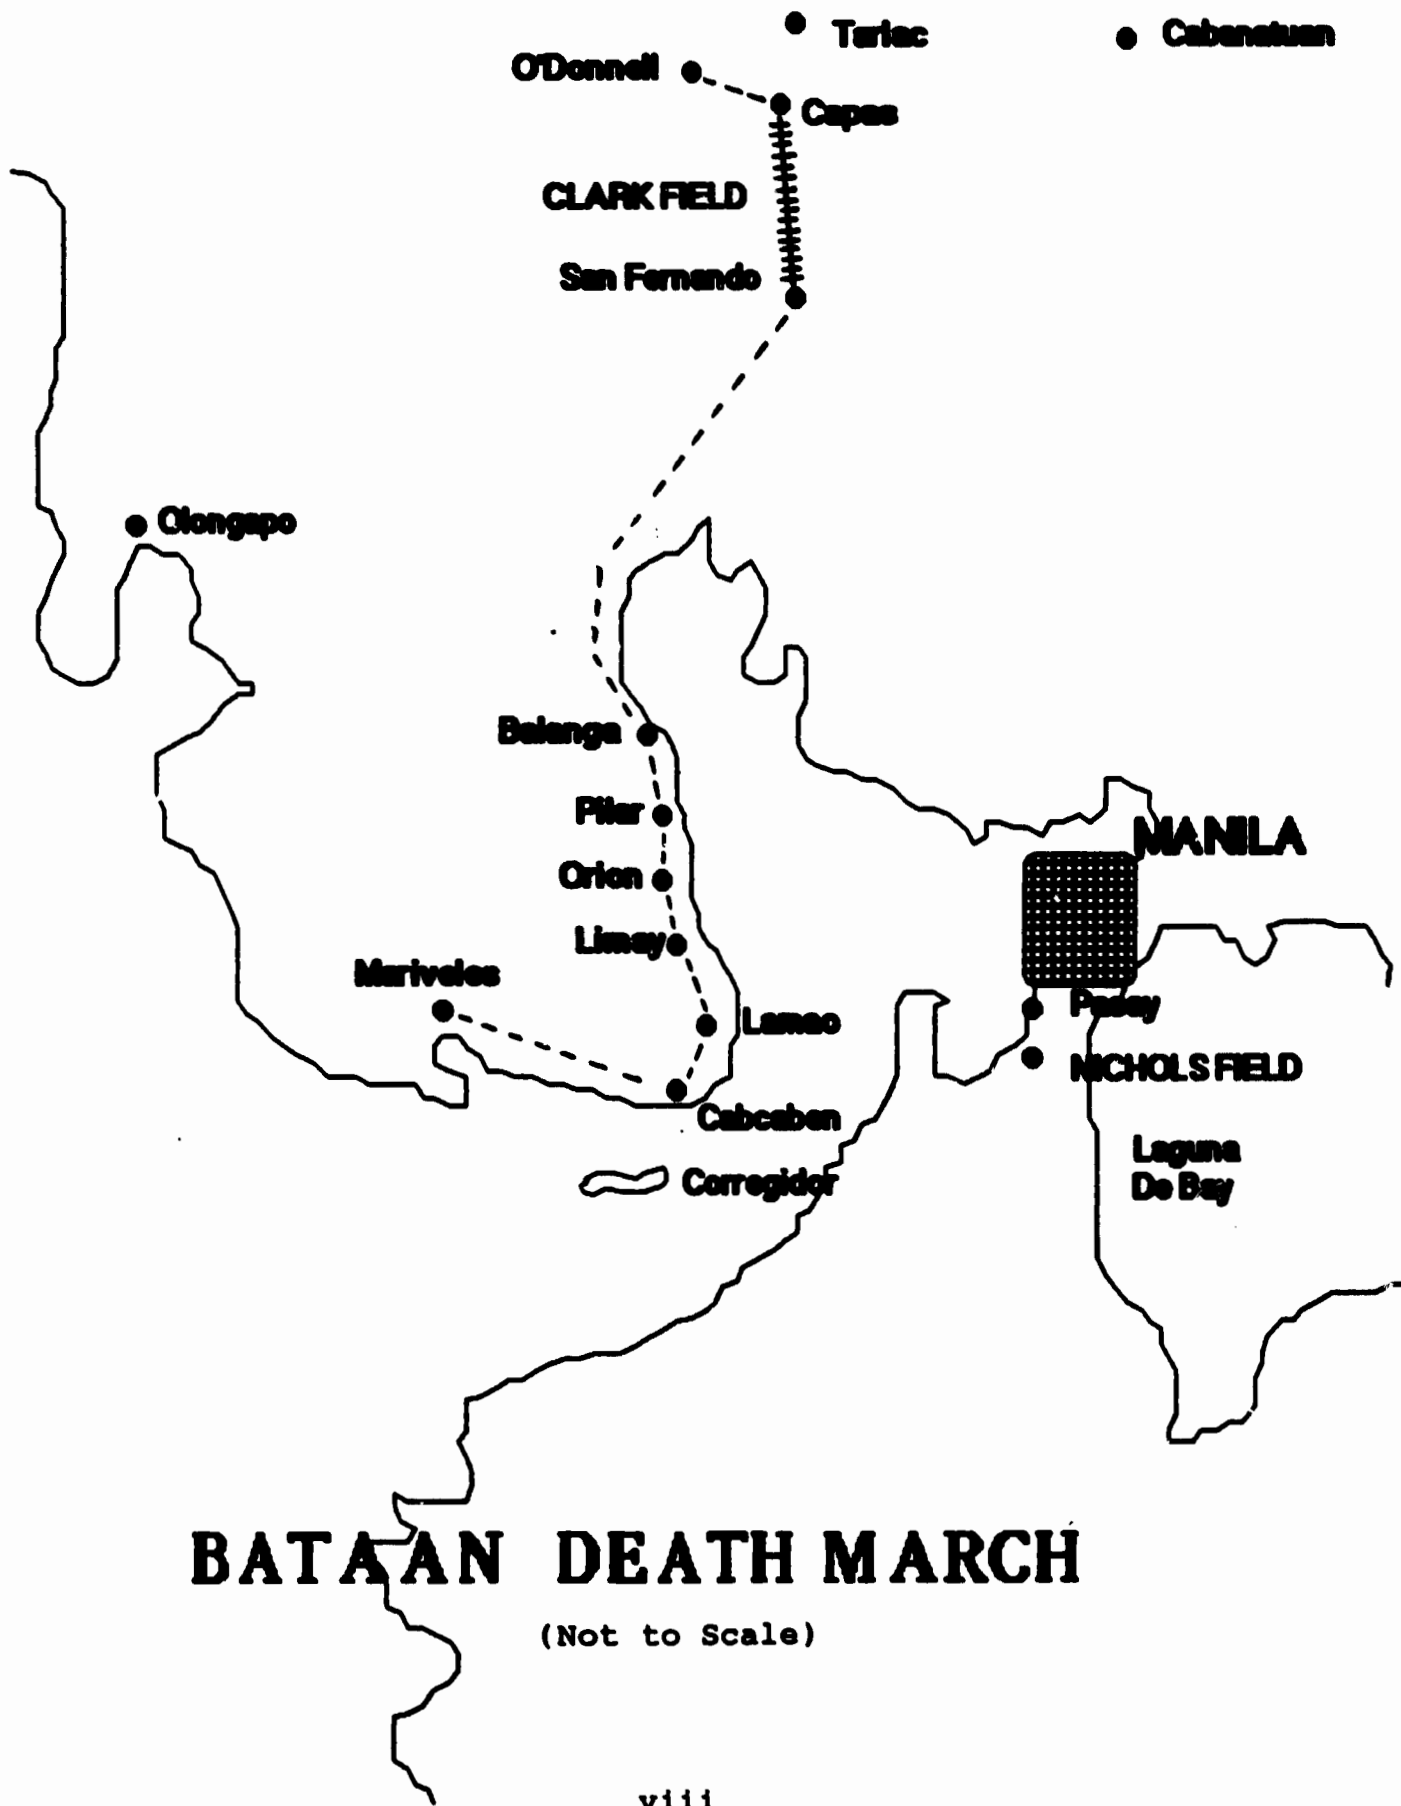 Tarlac
Cabanatuan
O'Donnell
Capas
CLARK FIELD
San Fernando
Olongapo
Balanga
Pilar
MANILA
Orion
Limay
Mariveles
Pasay
Lamao
NICHOLS FIELD
Cabcaben
Laguna
De Bay
Corregidor
BATAAN DEATH MARCH
(Not to Scale)
viii